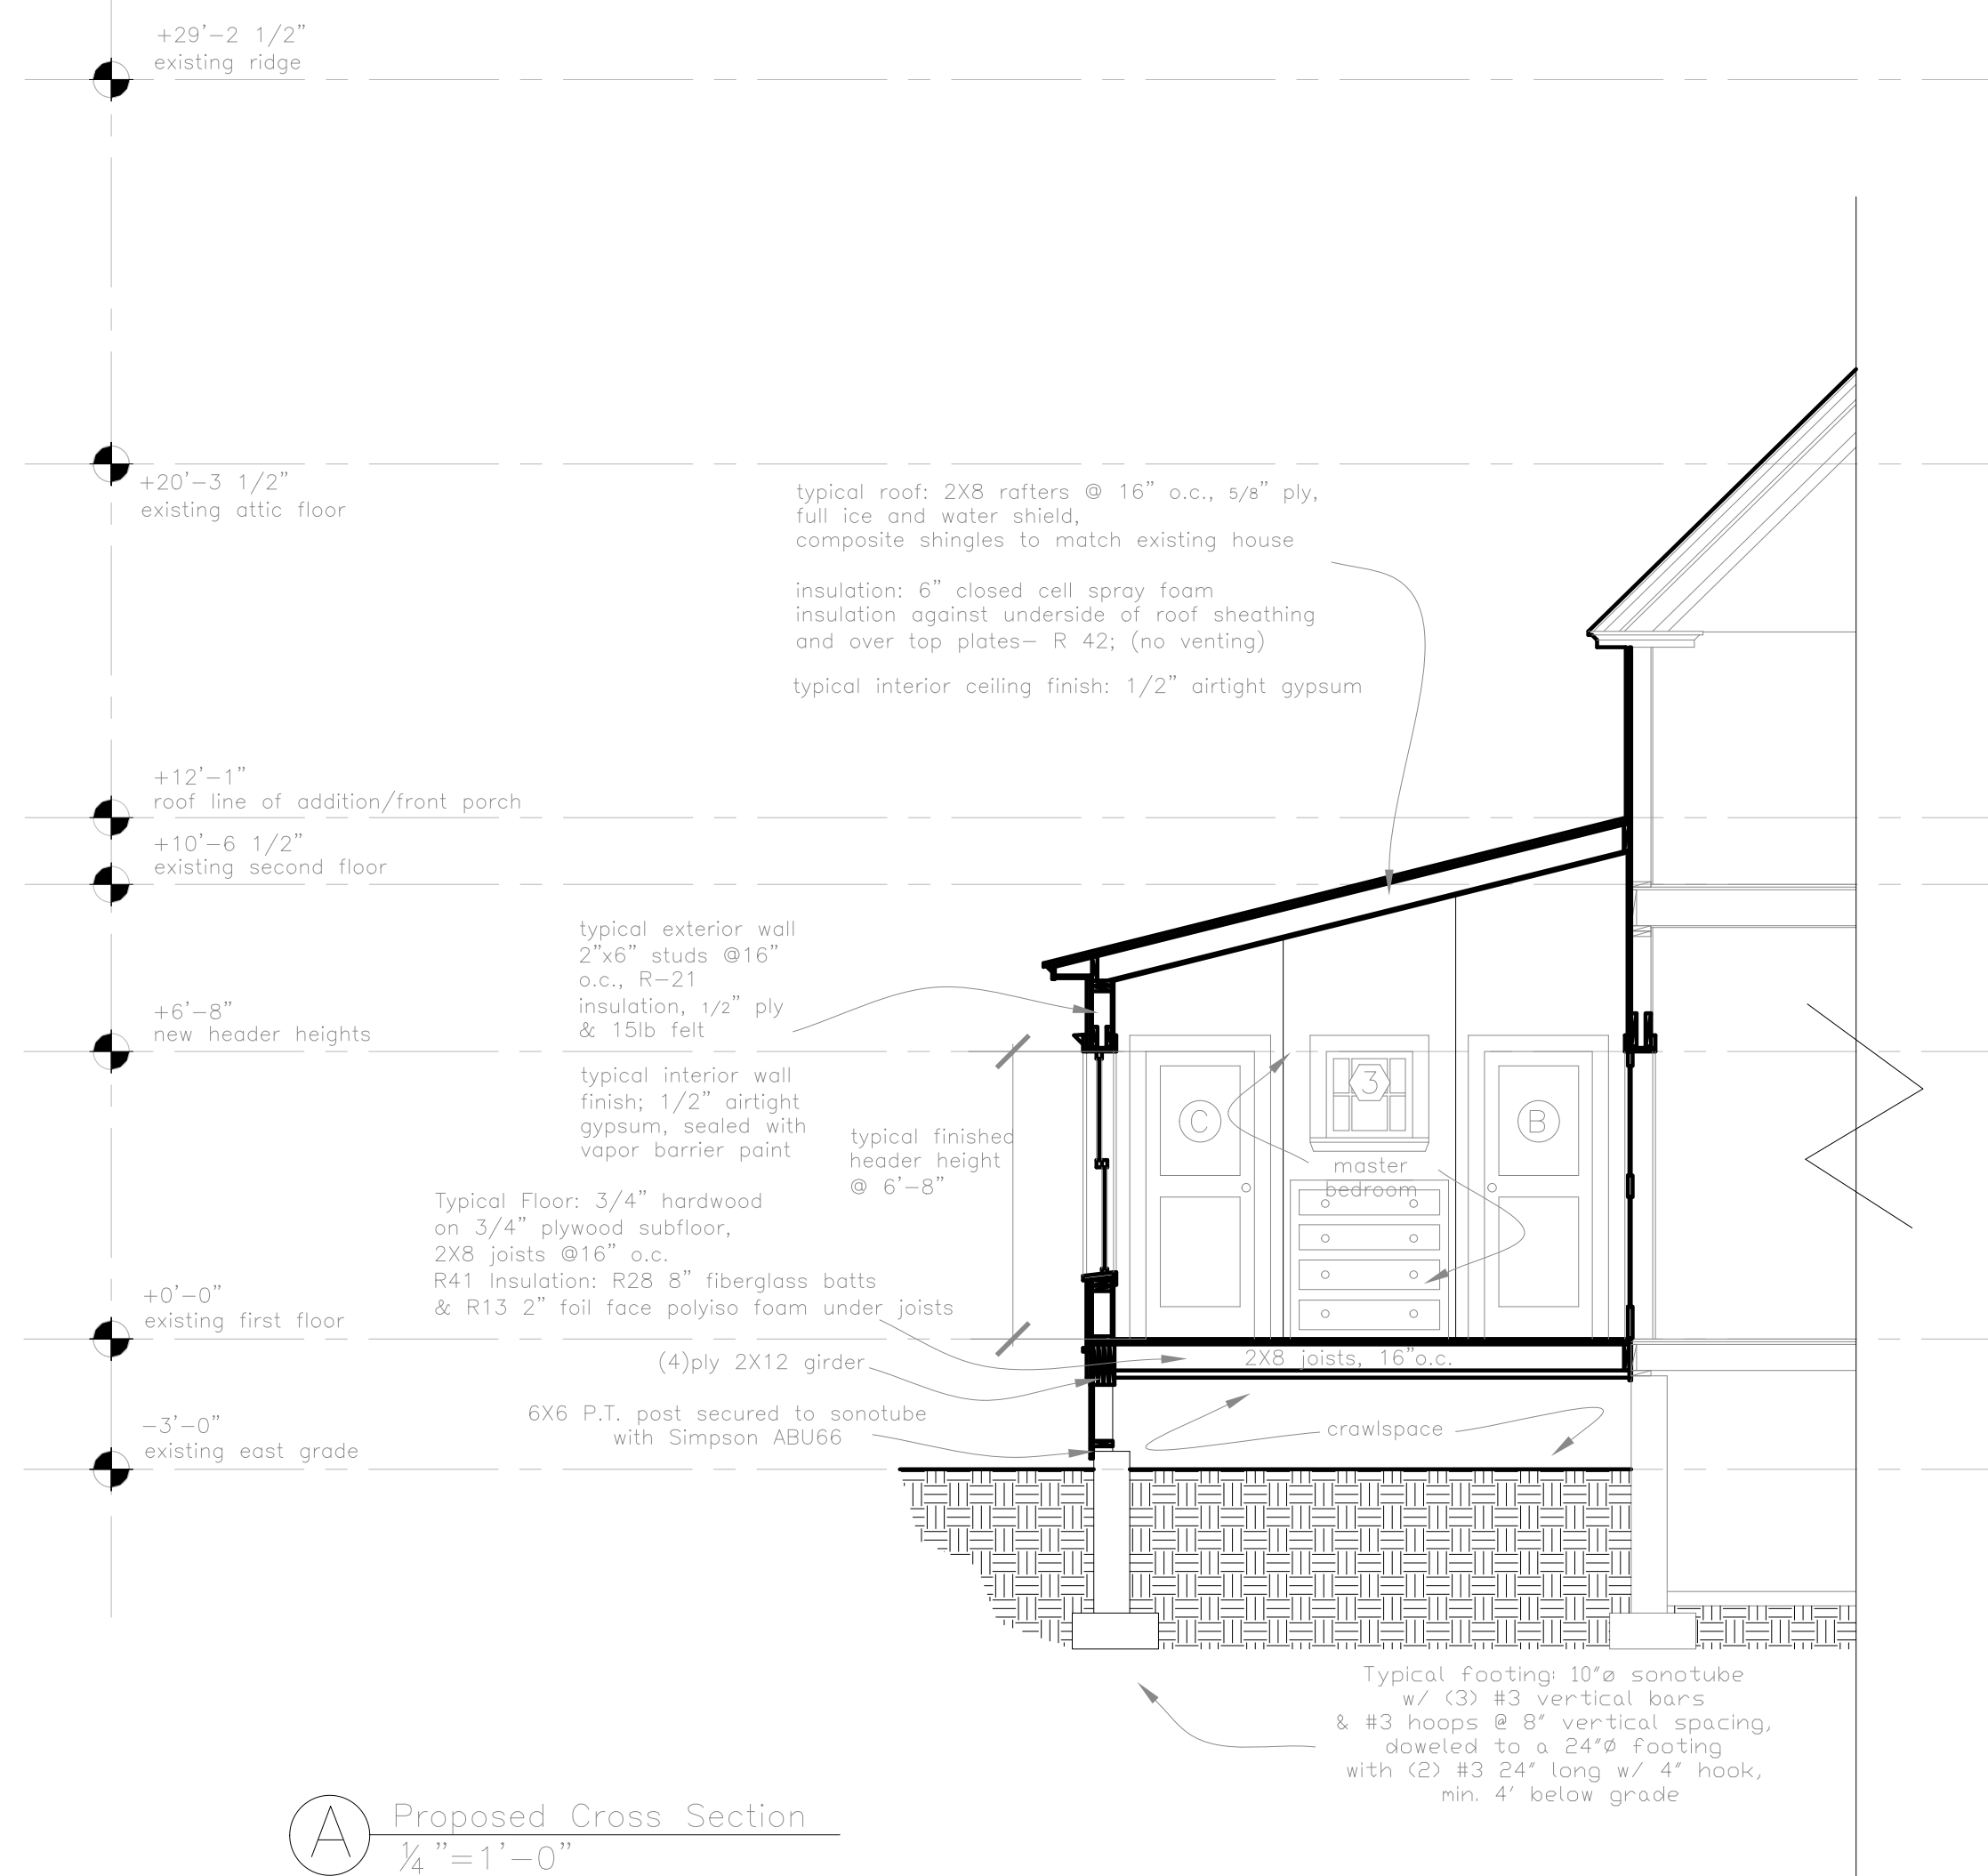 +29'-2 1/2"
existing ridge
+20'-3 1/2"
existing attic floor
typical roof: 2X8 rafters @ 16" o.c., 5/8" ply,
full ice and water shield,
composite shingles to match existing house
insulation: 6" closed cell spray foam
insulation against underside of roof sheathing
and over top plates- R 42; (no venting)
typical interior ceiling finish: 1/2" airtight gypsum
+12'-1"
roof line of addition/front porch
+10'-6 1/2"
existing second floor
typical exterior wall
2"x6" studs @16"
o.c., R-21
insulation, 1/2" ply
& 15lb felt
+6'-8"
new header heights
typical interior wall
finish; 1/2" airtight
gypsum, sealed with
vapor barrier paint
typical finished
header height
@ 6'-8"
C
3
B
master
bedroom
Typical Floor: 3/4" hardwood
on 3/4" plywood subfloor,
2X8 joists @16" o.c.
R41 Insulation: R28 8" fiberglass batts
& R13 2" foil face polyiso foam under joists
+0'-0"
existing first floor
(4)ply 2X12 girder
2X8 joists, 16"o.c.
6X6 P.T. post secured to sonotube
with Simpson ABU66
crawlspace
-3'-0"
existing east grade
Typical footing: 10"ø sonotube
w/ (3) #3 vertical bars
& #3 hoops @ 8" vertical spacing,
doweled to a 24"Ø footing
with (2) #3 24" long w/ 4" hook,
min. 4' below grade
A
Proposed Cross Section
1/4 "=1'-0"